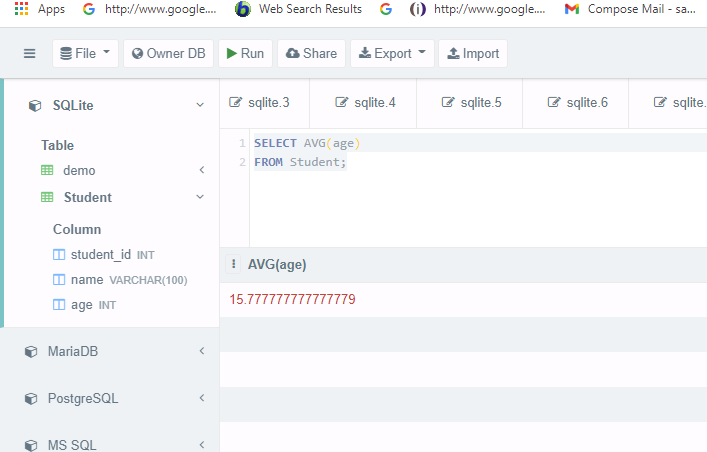 Apps http://www.google.... Web Search Results http://www.google.... Compose Mail - sa...
File Owner DB Run Share Export Import
SQLite
sqlite.3 sqlite.4 sqlite.5 sqlite.6 sqlite.
Table
demo
Student
Column
student_id INT
name VARCHAR(100)
age INT
MariaDB
PostgreSQL
MS SQL
1 SELECT AVG(age)
2 FROM Student;
AVG(age)
15.777777777777779